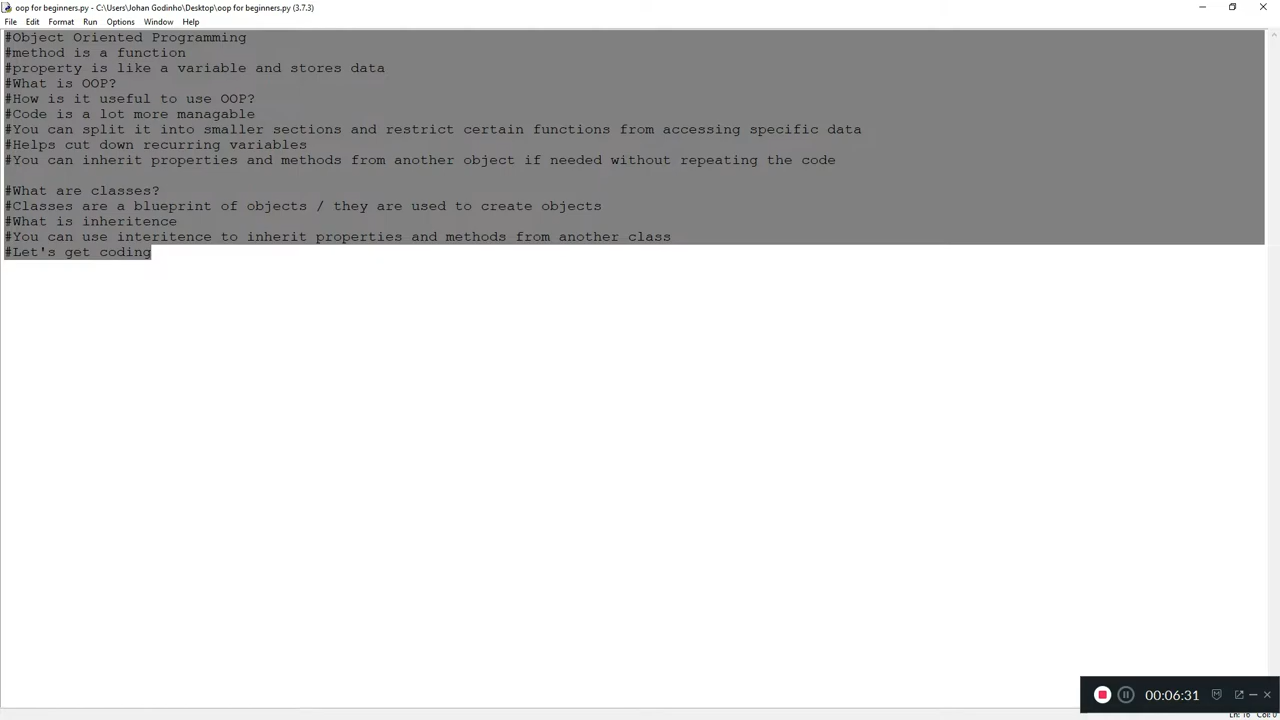 oop for beginners.py - C:\Users\Johan Godinho\Desktop\oop for beginners.py (3.7.3)
File Edit Format Run Options Window Help
#Object Oriented Programming
#method is a function
#property is like a variable and stores data
#What is OOP?
#How is it useful to use OOP?
#Code is a lot more managable
#You can split it into smaller sections and restrict certain functions from accessing specific data
#Helps cut down recurring variables
#You can inherit properties and methods from another object if needed without repeating the code
#What are classes?
#Classes are a blueprint of objects / they are used to create objects
#What is inheritence
#You can use interitence to inherit properties and methods from another class
#Let's get coding
00:06:31
Ln: 16 Col: 0